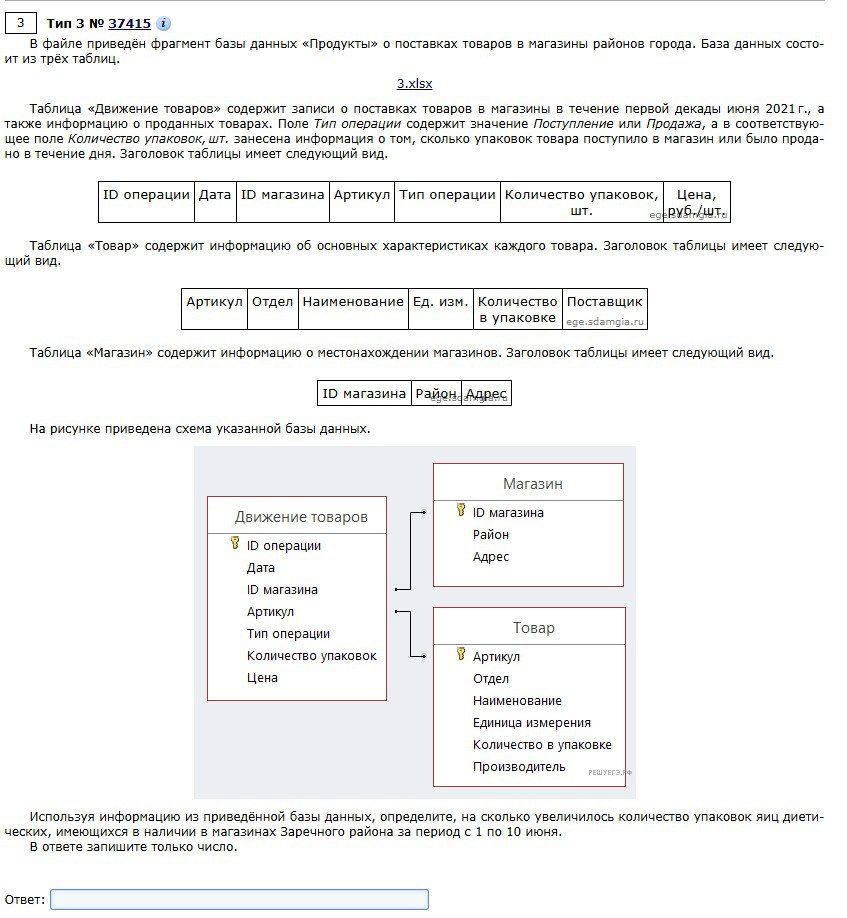 3 Тип 3 № 37415 i
В файле приведён фрагмент базы данных «Продукты» о поставках товаров в магазины районов города. База данных состо-
ит из трёх таблиц.
3.xlsx
Таблица «Движение товаров» содержит записи о поставках товаров в магазины в течение первой декады июня 2021 г., а
также информацию о проданных товарах. Поле Тип операции содержит значение Поступление или Продажа, а в соответствую-
щее поле Количество упаковок, шт. занесена информация о том, сколько упаковок товара поступило в магазин или было прода-
но в течение дня. Заголовок таблицы имеет следующий вид.
ID операции Дата ID магазина Артикул Тип операции Количество упаковок, Цена,
шт. руб./шт.
ege.sdamgia.ru
Таблица «Товар» содержит информацию об основных характеристиках каждого товара. Заголовок таблицы имеет следую-
щий вид.
Артикул Отдел Наименование Ед. изм. Количество Поставщик
в упаковке ege.sdamgia.ru
Таблица «Магазин» содержит информацию о местонахождении магазинов. Заголовок таблицы имеет следующий вид.
ID магазина Район Адрес
ege.sdamgia.ru
На рисунке приведена схема указанной базы данных.
Движение товаров
ID операции
Дата
ID магазина
Артикул
Тип операции
Количество упаковок
Цена
Магазин
ID магазина
Район
Адрес
Товар
Артикул
Отдел
Наименование
Единица измерения
Количество в упаковке
Производитель
РЕШУЕГЭ.РФ
Используя информацию из приведённой базы данных, определите, на сколько увеличилось количество упаковок яиц диети-
ческих, имеющихся в наличии в магазинах Заречного района за период с 1 по 10 июня.
В ответе запишите только число.
Ответ: